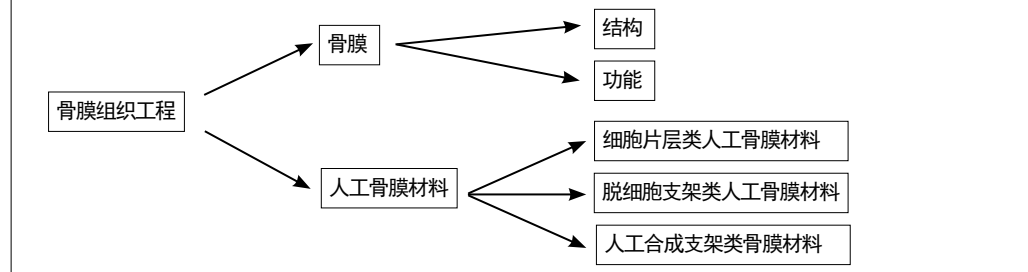 骨膜组织工程
骨膜
结构
功能
人工骨膜材料
细胞片层类人工骨膜材料
脱细胞支架类人工骨膜材料
人工合成支架类骨膜材料